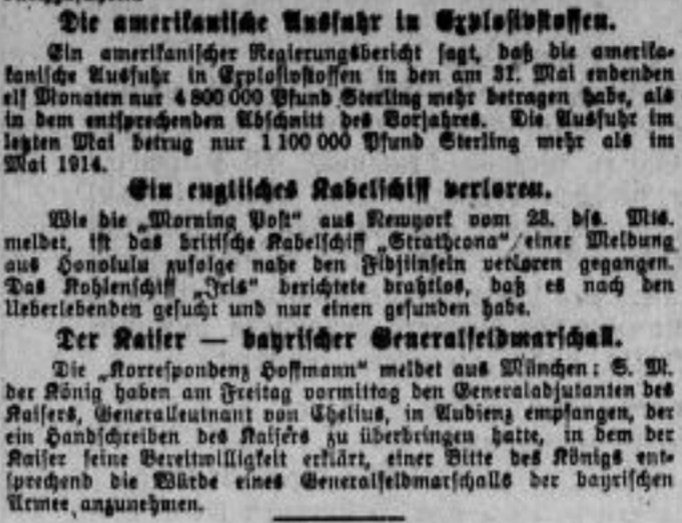 Die amerikanische Ausfuhr in Explosivstoffen.
Ein amerikanischer Regierungsbericht sagt, daß die amerika-
kanische Ausfuhr in Explosivstoffen in den am 31. Mai endenden
elf Monaten nur 4 800 000 Pfund Sterling mehr betragen habe, als
in dem entsprechenden Abschnitt des Vorjahres. Die Ausfuhr im
letzten Mai betrug nur 1 100 000 Pfund Sterling mehr als im
Mai 1914.
Ein englisches Kabelschiff verloren.
Wie die „Morning Post“ aus Newyork vom 28. dss. Mts.
meldet, ist das britische Kabelschiff „Strathcona“ einer Meldung
aus Honolulu zufolge nahe den Fidjiinseln verloren gegangen.
Das Kohlenschiff „Iris“ berichtete drahtlos, daß es nach den
Ueberlebenden gesucht und nur einen gefunden habe.
Der Kaiser — bayrischer Generalfeldmarschall.
Die „Korrespondenz Hoffmann“ meldet aus München: S. M.
der König haben am Freitag vormittag den Generaladjutanten des
Kaisers, Generalleutnant von Chelius, in Audienz empfangen, der
ein Handschreiben des Kaisers zu überbringen hatte, in dem der
Kaiser seine Bereitwilligkeit erklärt, einer Bitte des Königs ent-
sprechend die Würde eines Generalfeldmarschalls der bayrischen
Armee anzunehmen.